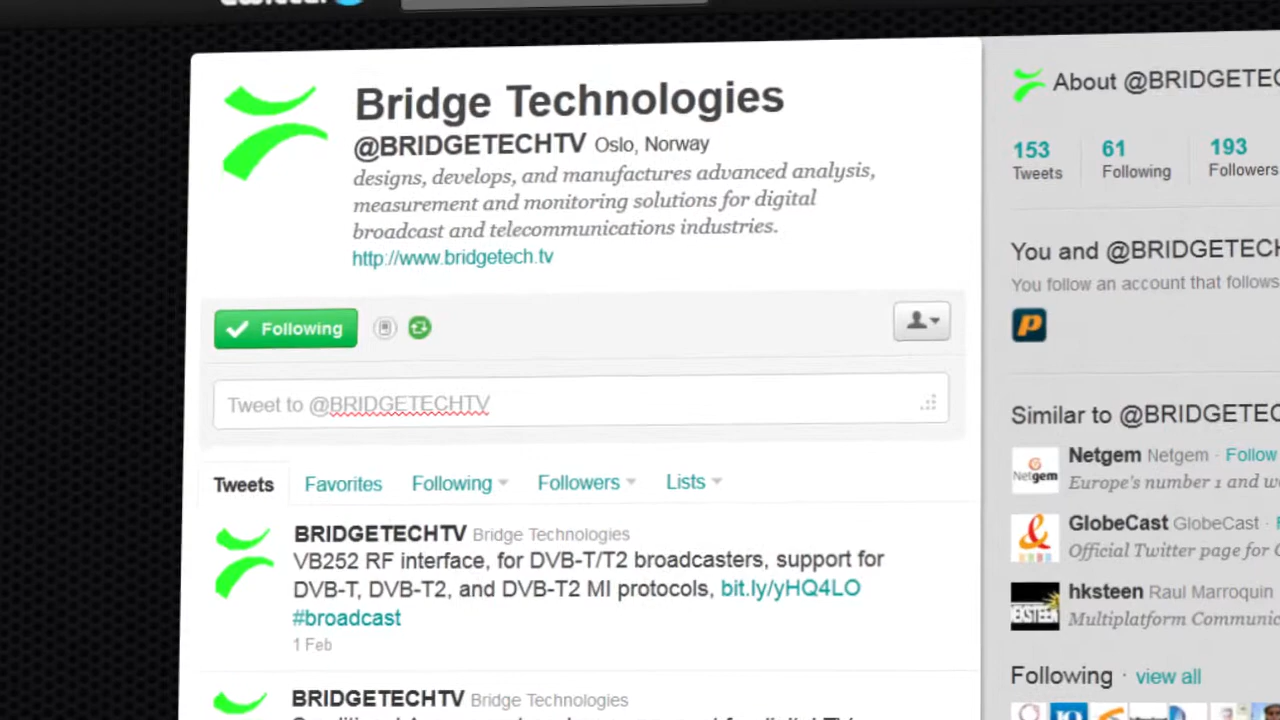 Bridge Technologies
@BRIDGETECHTV Oslo, Norway
designs, develops, and manufactures advanced analysis,
measurement and monitoring solutions for digital
broadcast and telecommunications industries.
http://www.bridgetech.tv
Following
Tweet to @BRIDGETECHTV
Tweets Favorites Following Followers Lists
BRIDGETECHTV Bridge Technologies
VB252 RF interface, for DVB-T/T2 broadcasters, support for
DVB-T, DVB-T2, and DVB-T2 MI protocols, bit.ly/yHQ4LO
#broadcast
1 Feb
BRIDGETECHTV Bridge Technologies
About @BRIDGETEC
153 61 193
Tweets Following Followers
You and @BRIDGETECH
You follow an account that follows
Similar to @BRIDGETEC
Netgem Netgem · Follow
Netgem
Europe's number 1 and w
GlobeCast GlobeCast ·
Official Twitter page for
hksteen Raul Marroquin
Multiplatform Communic
Following · view all